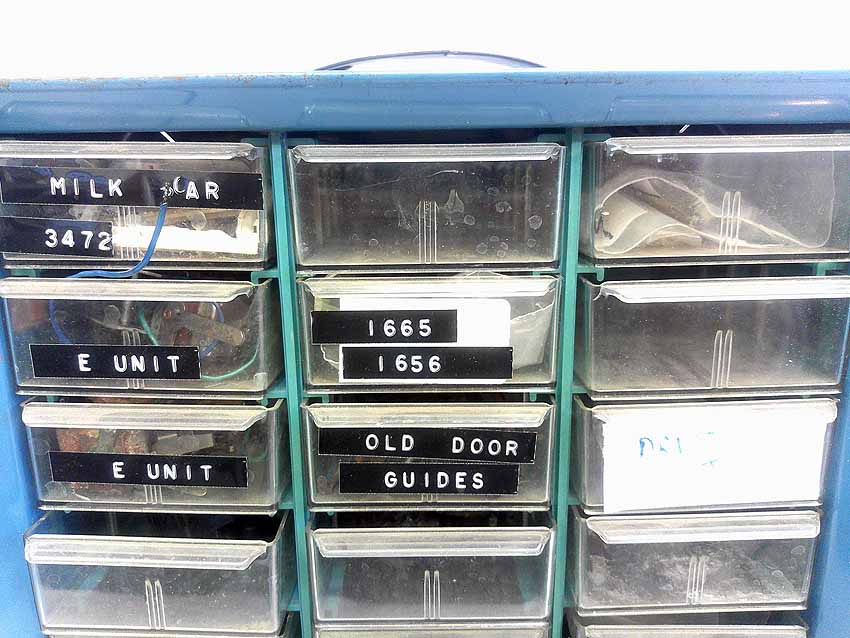 MILK CAR
3472
E UNIT
1665
1656
E UNIT
OLD DOOR
GUIDES